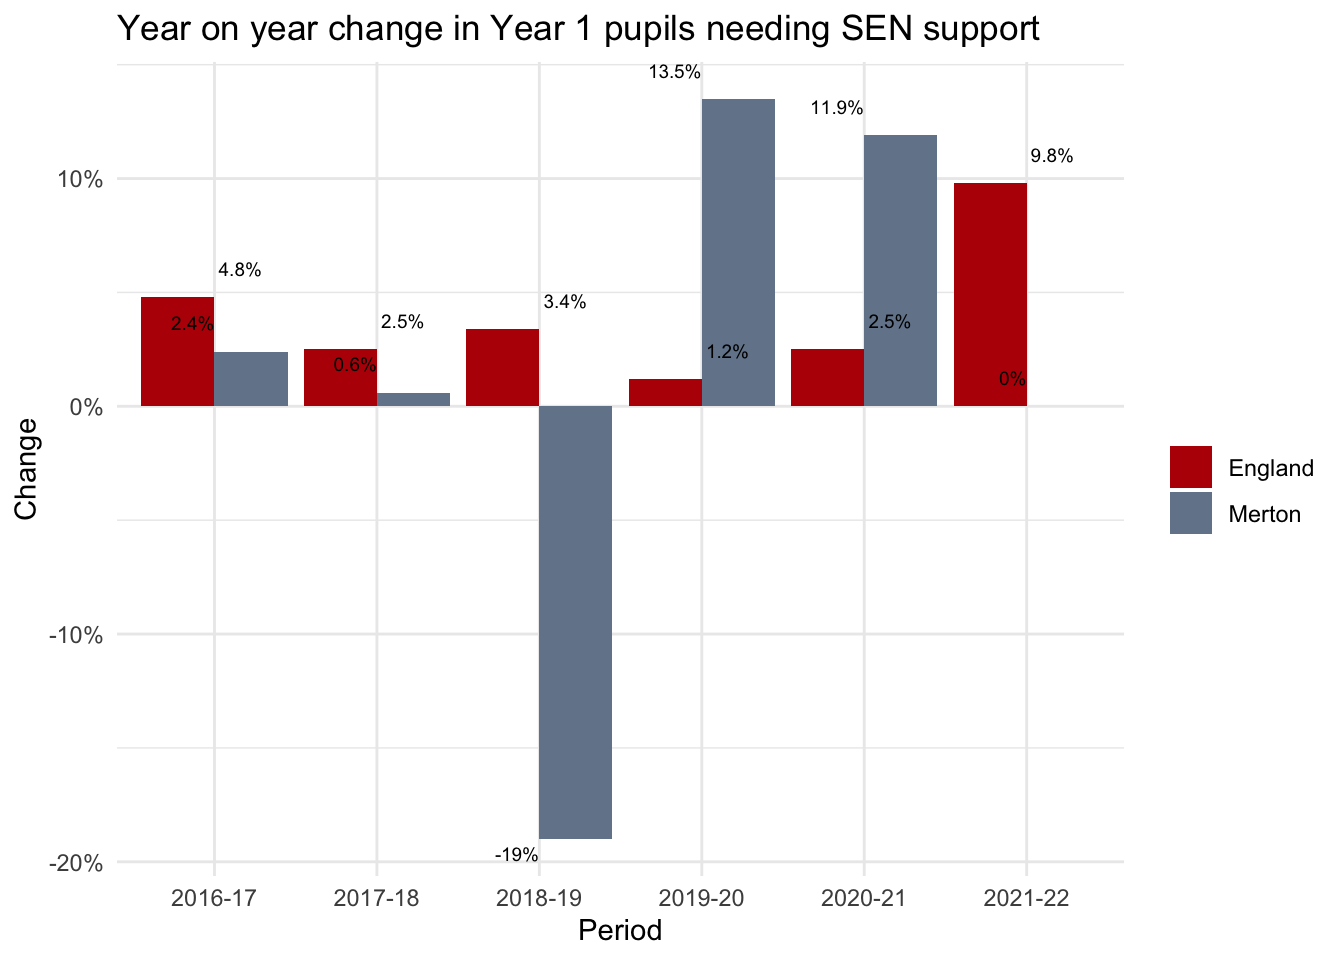 Year on year change in Year 1 pupils needing SEN support
13.5%
11.9%
9.8%
10%
4.8%
3.4%
2.4%
2.5%
2.5%
0.6%
1.2%
0%
0%
Change
England
Merton
-10%
-19%
-20%
2016-17 2017-18 2018-19 2019-20 2020-21 2021-22
Period